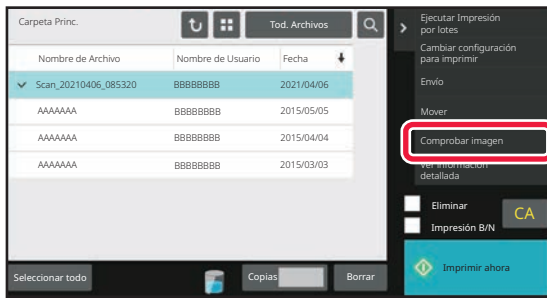 Carpeta Princ.
Tod. Archivos
Nombre de Archivo
Nombre de Usuario
Fecha
Scan_20210406_085320
BBBBBBBB
2021/04/06
AAAAAAA
BBBBBBBB
2015/05/05
AAAAAAA
BBBBBBBB
2015/04/04
AAAAAAA
BBBBBBBB
2015/03/03
Seleccionar todo
Copias
Borrar
Ejecutar Impresión
por lotes
Cambiar configuración
para imprimir
Envío
Mover
Comprobar imagen
Ver información
detallada
Eliminar
Impresión B/N
CA
Imprimir ahora